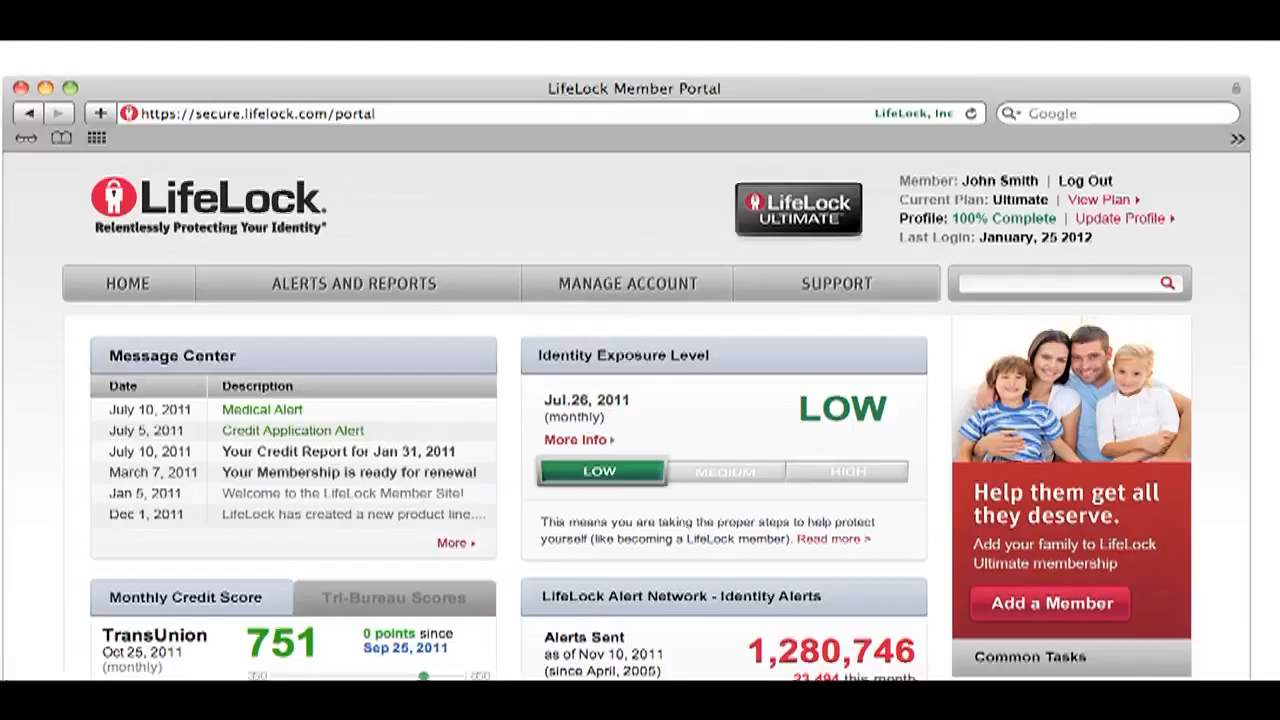 LifeLock Member Portal
https://secure.lifelock.com/portal
LifeLock, Inc
Google
LifeLock.
Relentlessly Protecting Your Identity
LifeLock
ULTIMATE
Member: John Smith | Log Out
Current Plan: Ultimate | View Plan
Profile: 100% Complete | Update Profile
Last Login: January, 25 2012
HOME
ALERTS AND REPORTS
MANAGE ACCOUNT
SUPPORT
Message Center
Date Description
July 10, 2011 Medical Alert
July 5, 2011 Credit Application Alert
July 10, 2011 Your Credit Report for Jan 31, 2011
March 7, 2011 Your Membership is ready for renewal
Jan 5, 2011 Welcome to the LifeLock Member Site!
Dec 1, 2011 LifeLock has created a new product line....
More
Identity Exposure Level
Jul.26, 2011
(monthly)
More Info
LOW
LOW MEDIUM HIGH
This means you are taking the proper steps to help protect
yourself (like becoming a LifeLock member). Read more >
Help them get all
they deserve.
Add your family to LifeLock
Ultimate membership
Add a Member
Common Tasks
Monthly Credit Score
Tri-Bureau Scores
TransUnion
Oct 25, 2011
(monthly)
751
0 points since
Sep 25, 2011
350 850
LifeLock Alert Network - Identity Alerts
Alerts Sent
as of Nov 10, 2011
(since April, 2005)
1,280,746
23,494 this month